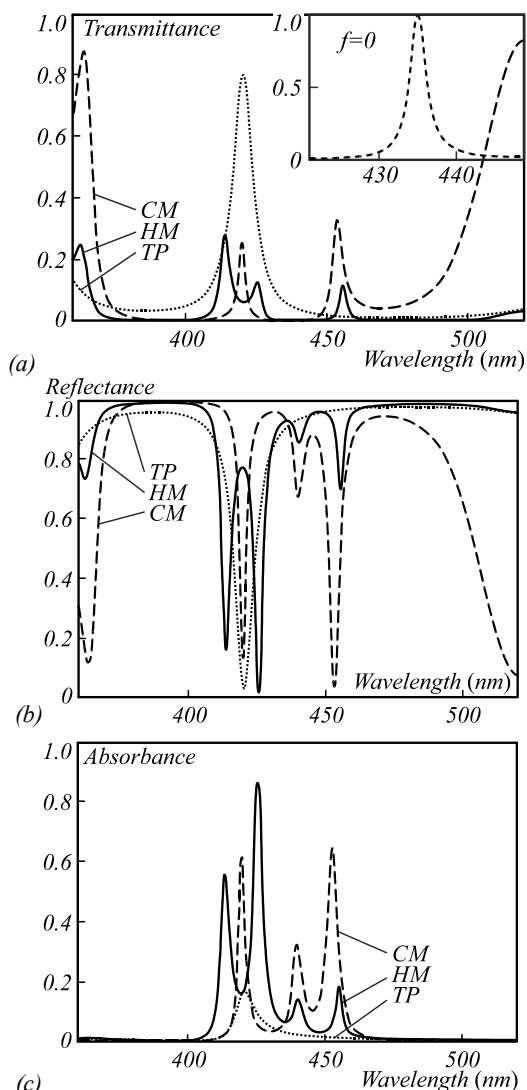 1.0
Transmittance
0.8
0.6
0.4
0.2
0
CM
HM
TP
1.0
f=0
0.5
0
430
440
400
450
500
Wavelength (nm)
(a)
Reflectance
1.0
0.8
0.6
0.4
0.2
0
TP
HM
CM
Wavelength (nm)
400
450
500
(b)
1.0
Absorbance
0.8
0.6
0.4
0.2
0
CM
HM
TP
400
450
500
Wavelength (nm)
(c)